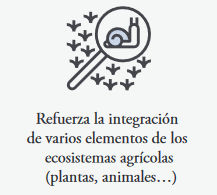 Refuerza la integración
de varios elementos de los
ecosistemas agrícolas
(plantas, animales…)